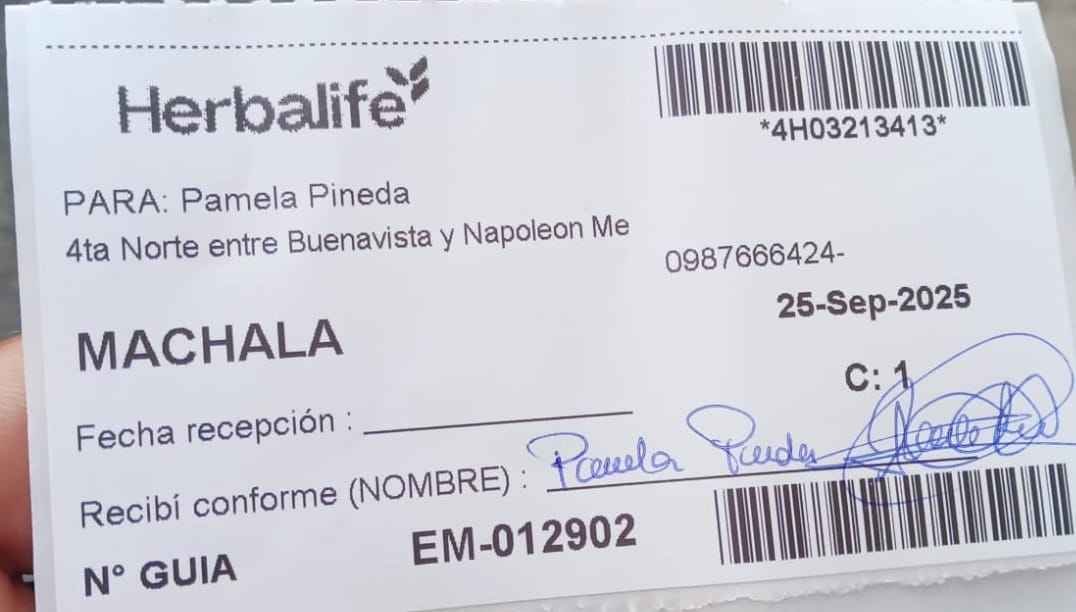 Herbalife
*4H03213413*
PARA: Pamela Pineda
4ta Norte entre Buenavista y Napoleon Me
0987666424-
25-Sep-2025
MACHALA
C: 1
Fecha recepción :
Recibí conforme (NOMBRE) : Pamela Pineda
N° GUIA EM-012902